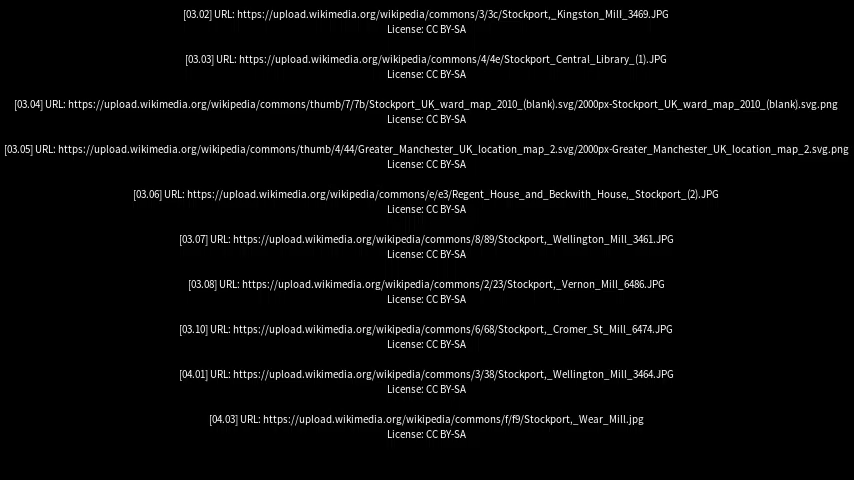 [03.02] URL: https://upload.wikimedia.org/wikipedia/commons/3/3c/Stockport,_Kingston_Mill_3469.JPG
License: CC BY-SA
[03.03] URL: https://upload.wikimedia.org/wikipedia/commons/4/4e/Stockport_Central_Library_(1).JPG
License: CC BY-SA
[03.04] URL: https://upload.wikimedia.org/wikipedia/commons/thumb/7/7b/Stockport_UK_ward_map_2010_(blank).svg/2000px-Stockport_UK_ward_map_2010_(blank).svg.png
License: CC BY-SA
[03.05] URL: https://upload.wikimedia.org/wikipedia/commons/thumb/4/44/Greater_Manchester_UK_location_map_2.svg/2000px-Greater_Manchester_UK_location_map_2.svg.png
License: CC BY-SA
[03.06] URL: https://upload.wikimedia.org/wikipedia/commons/e/e3/Regent_House_and_Beckwith_House,_Stockport_(2).JPG
License: CC BY-SA
[03.07] URL: https://upload.wikimedia.org/wikipedia/commons/8/89/Stockport,_Wellington_Mill_3461.JPG
License: CC BY-SA
[03.08] URL: https://upload.wikimedia.org/wikipedia/commons/2/23/Stockport,_Vernon_Mill_6486.JPG
License: CC BY-SA
[03.10] URL: https://upload.wikimedia.org/wikipedia/commons/6/68/Stockport,_Cromer_St_Mill_6474.JPG
License: CC BY-SA
[04.01] URL: https://upload.wikimedia.org/wikipedia/commons/3/38/Stockport,_Wellington_Mill_3464.JPG
License: CC BY-SA
[04.03] URL: https://upload.wikimedia.org/wikipedia/commons/f/f9/Stockport,_Wear_Mill.jpg
License: CC BY-SA